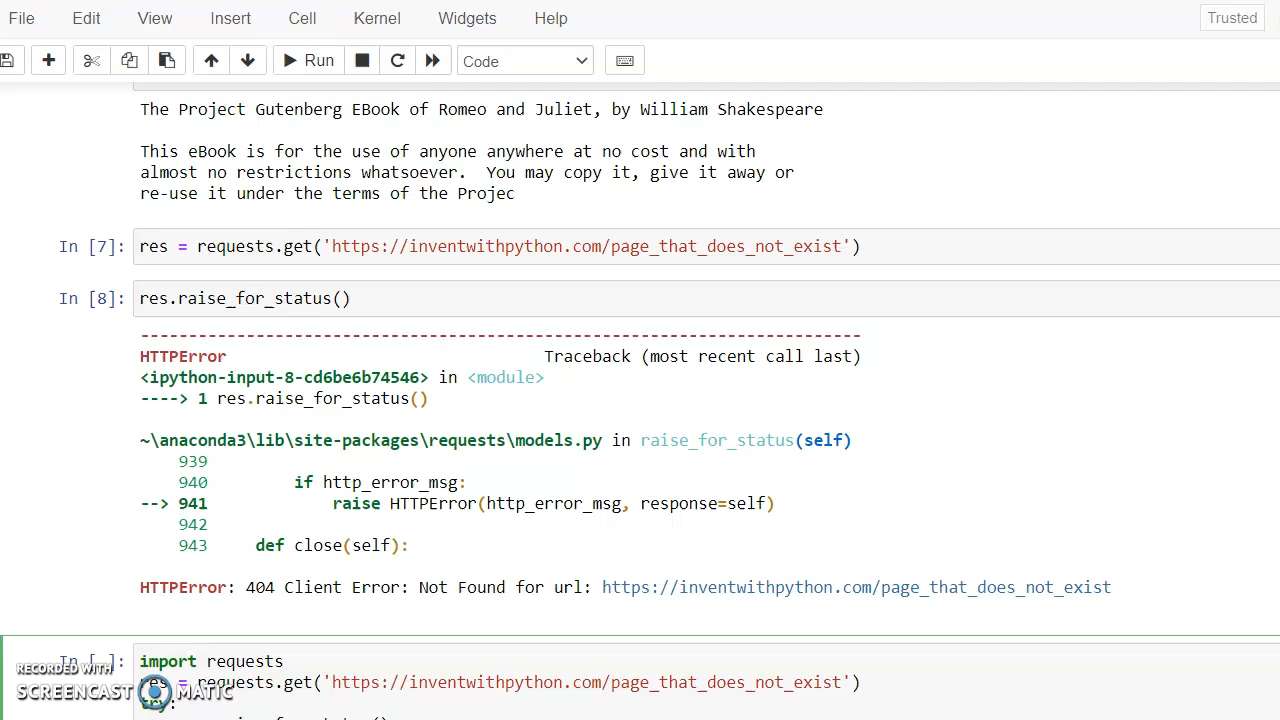 File Edit View Insert Cell Kernel Widgets Help Trusted
Run Code
The Project Gutenberg EBook of Romeo and Juliet, by William Shakespeare
This eBook is for the use of anyone anywhere at no cost and with
almost no restrictions whatsoever.  You may copy it, give it away or
re-use it under the terms of the Projec
In [7]: res = requests.get('https://inventwithpython.com/page_that_does_not_exist')
In [8]: res.raise_for_status()
---------------------------------------------------------------------------
HTTPError                                 Traceback (most recent call last)
<ipython-input-8-cd6be6b74546> in <module>
----> 1 res.raise_for_status()
~\anaconda3\lib\site-packages\requests\models.py in raise_for_status(self)
    939
    940         if http_error_msg:
--> 941             raise HTTPError(http_error_msg, response=self)
    942
    943     def close(self):
HTTPError: 404 Client Error: Not Found for url: https://inventwithpython.com/page_that_does_not_exist
In [ ]: import requests
RECORDED WITH
res = requests.get('https://inventwithpython.com/page_that_does_not_exist')
SCREENCAST MATIC
try: